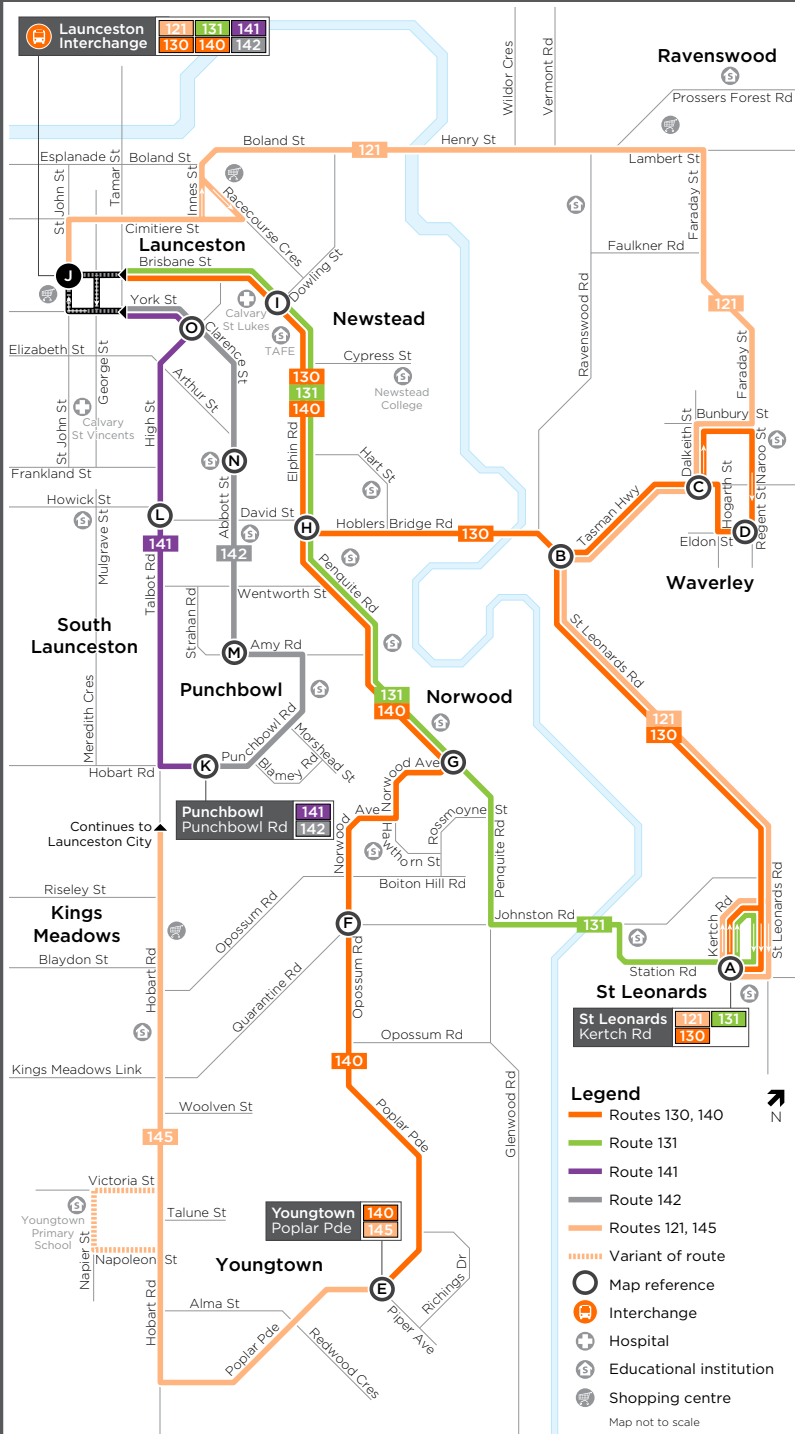 Launceston
Interchange
121 131 141
130 140 142
Ravenswood
Prossers Forest Rd
Wildor Cres
Vermont Rd
Tamar St
Esplanade
Boland St
Boland St
121
Henry St
Lambert St
St John St
Innes St
Racecourse Cres
Cimitiere St
Faraday St
Faulkner Rd
Launceston
Brisbane St
Dowling St
J
I
York St
O
Calvary
St Lukes
TAFE
Newstead
Clarence St
Elizabeth St
George St
Arthur St
Cypress St
Newstead
College
Ravenswood Rd
121
Faraday St
130
131
140
St John St
Calvary
St Vincents
High St
Elphin Rd
Bunbury St
Dalkeith St
Naroo St
Hogarth St
Regent St
Frankland St
N
Hart St
Howick St
L
Abbott St
David St
H
Hoblers Bridge Rd
130
Tasman Hwy
C
D
Eldon St
Waverley
B
Mulgrave St
141
142
Talbot Rd
Penquite Rd
Strahan Rd
Wentworth St
South
Launceston
M
Amy Rd
St Leonards Rd
Punchbowl
131
140
Norwood
121
130
Meredith Cres
Punchbowl Rd
Morshead St
Blamey Rd
Hobart Rd
K
G
Norwood Ave
Punchbowl
Punchbowl Rd
141
142
Continues to
Launceston City
Norwood Ave
Hawthorn St
Rossmoyne St
Penquite Rd
Boiton Hill Rd
Riseley St
Kings
Meadows
Opossum Rd
F
Johnston Rd
131
Kertch Rd
St Leonards Rd
Blaydon St
Hobart Rd
Quarantine Rd
Opossum Rd
Station Rd
A
St Leonards
St Leonards
Kertch Rd
121 131
130
Opossum Rd
140
Kings Meadows Link
Glenwood Rd
Woolven St
Poplar Pde
145
Victoria St
Youngtown
Primary
School
Napier St
Talune St
Napoleon St
Youngtown
Poplar Pde
140
145
Youngtown
E
Richings Dr
Hobart Rd
Alma St
Piper Ave
Poplar Pde
Redwood Cres
Legend
N
Routes 130, 140
Route 131
Route 141
Route 142
Routes 121, 145
Variant of route
Map reference
Interchange
Hospital
Educational institution
Shopping centre
Map not to scale